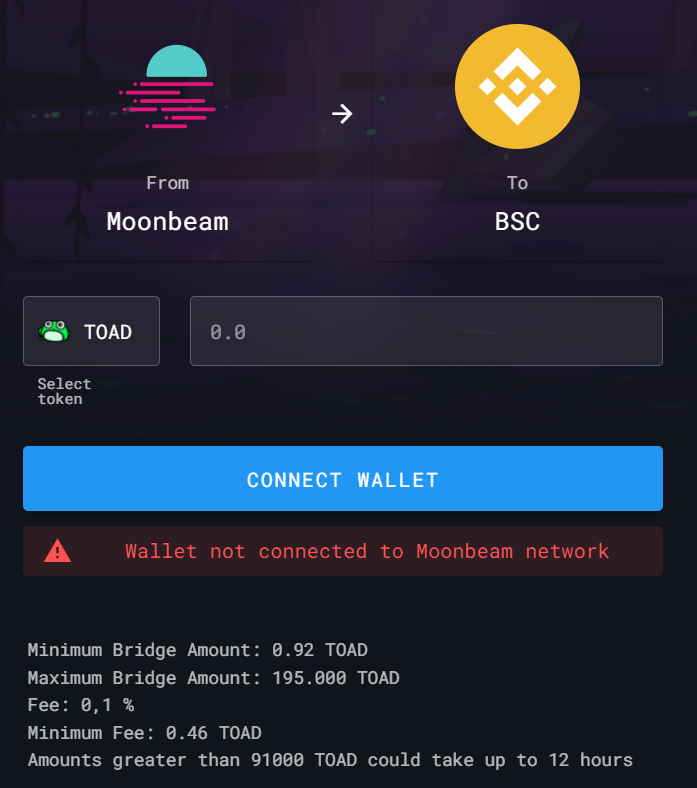 From
Moonbeam
To
BSC
TOAD
0.0
Select
token
CONNECT WALLET
Wallet not connected to Moonbeam network
Minimum Bridge Amount: 0.92 TOAD
Maximum Bridge Amount: 195.000 TOAD
Fee: 0,1 %
Minimum Fee: 0.46 TOAD
Amounts greater than 91000 TOAD could take up to 12 hours